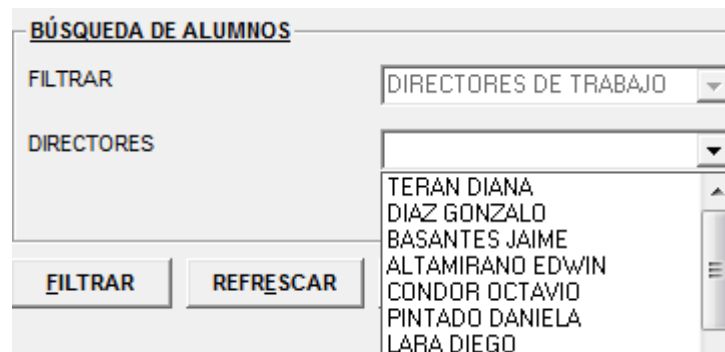 BÚSQUEDA DE ALUMNOS
FILTRAR
DIRECTORES DE TRABAJO
DIRECTORES
TERAN DIANA
DIAZ GONZALO
BASANTES JAIME
ALTAMIRANO EDWIN
CONDOR OCTAVIO
PINTADO DANIELA
LARA DIEGO
FILTRAR
REFRESCAR